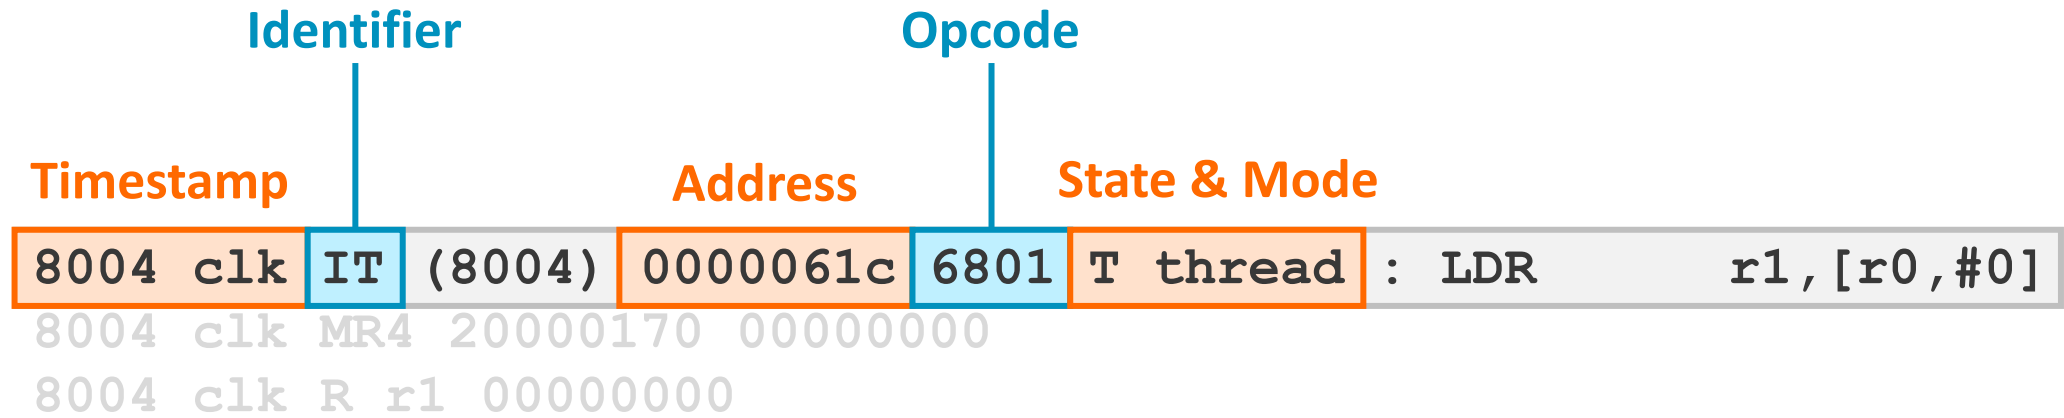 Identifier Opcode
Timestamp Address State & Mode
8004 clk IT (8004) 0000061c 6801 T thread : LDR r1,[r0,#0]
8004 clk MR4 20000170 00000000
8004 clk R r1 00000000